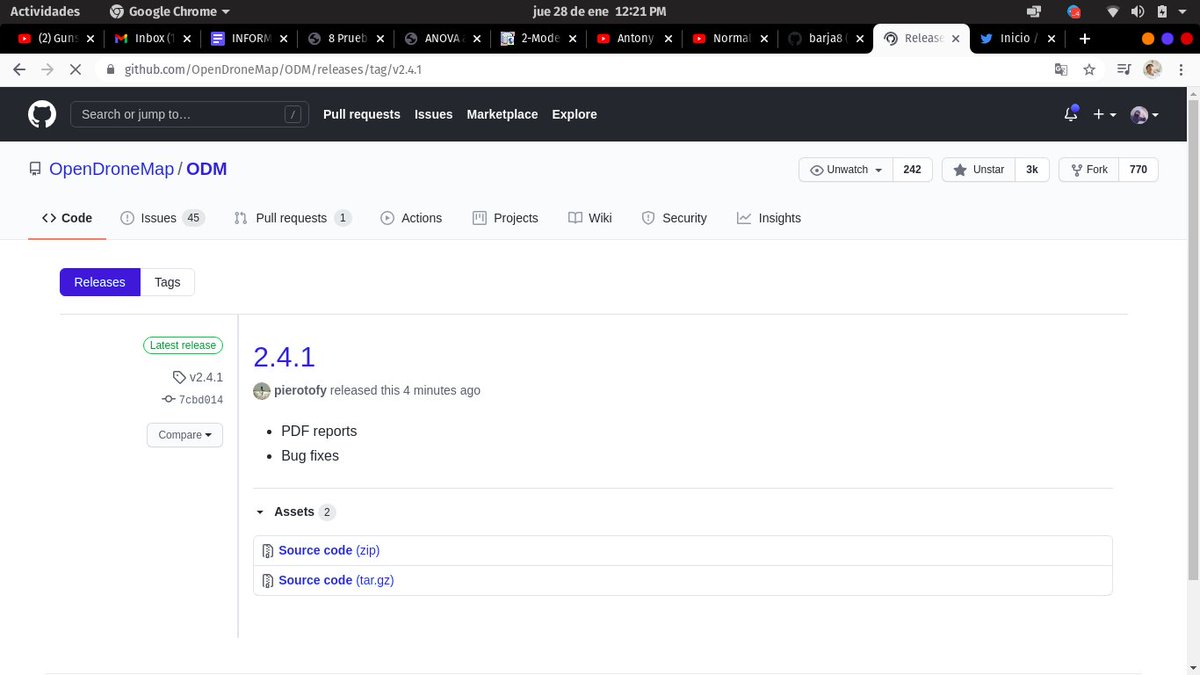 Actividades Google Chrome jue 28 de ene 12:21 PM
(2) Guns Inbox (1 INFORM 8 Prueb ANOVA 2-Mode Antony Normal barja8 ( Release Inicio /
github.com/OpenDroneMap/ODM/releases/tag/v2.4.1
Search or jump to… / Pull requests Issues Marketplace Explore
OpenDroneMap / ODM Unwatch 242 Unstar 3k Fork 770
Code Issues 45 Pull requests 1 Actions Projects Wiki Security Insights
Releases Tags
Latest release
v2.4.1
7cbd014
Compare
2.4.1
pierotofy released this 4 minutes ago
PDF reports
Bug fixes
Assets 2
Source code (zip)
Source code (tar.gz)